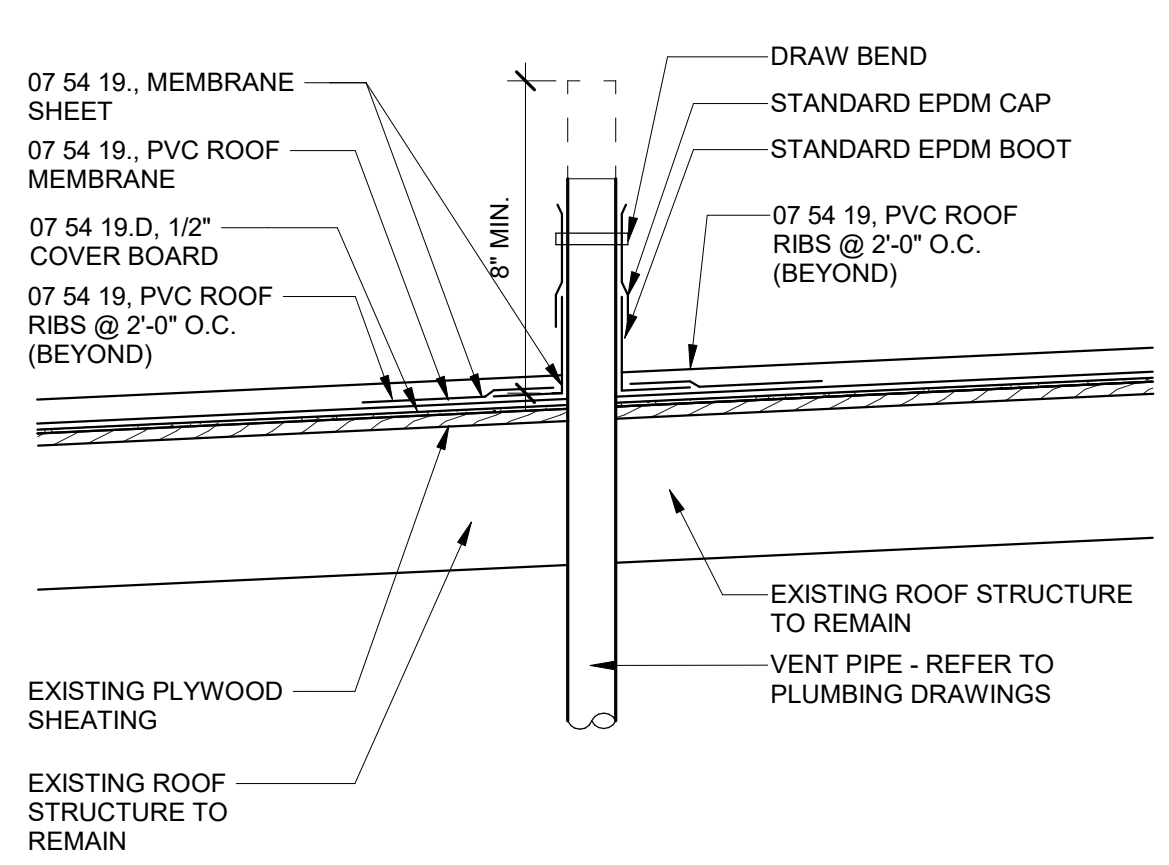 07 54 19., MEMBRANE
SHEET
07 54 19., PVC ROOF
MEMBRANE
07 54 19.D, 1/2"
COVER BOARD
07 54 19, PVC ROOF
RIBS @ 2'-0" O.C.
(BEYOND)
EXISTING PLYWOOD
SHEATING
EXISTING ROOF
STRUCTURE TO
REMAIN
8" MIN.
DRAW BEND
STANDARD EPDM CAP
STANDARD EPDM BOOT
07 54 19, PVC ROOF
RIBS @ 2'-0" O.C.
(BEYOND)
EXISTING ROOF STRUCTURE
TO REMAIN
VENT PIPE - REFER TO
PLUMBING DRAWINGS